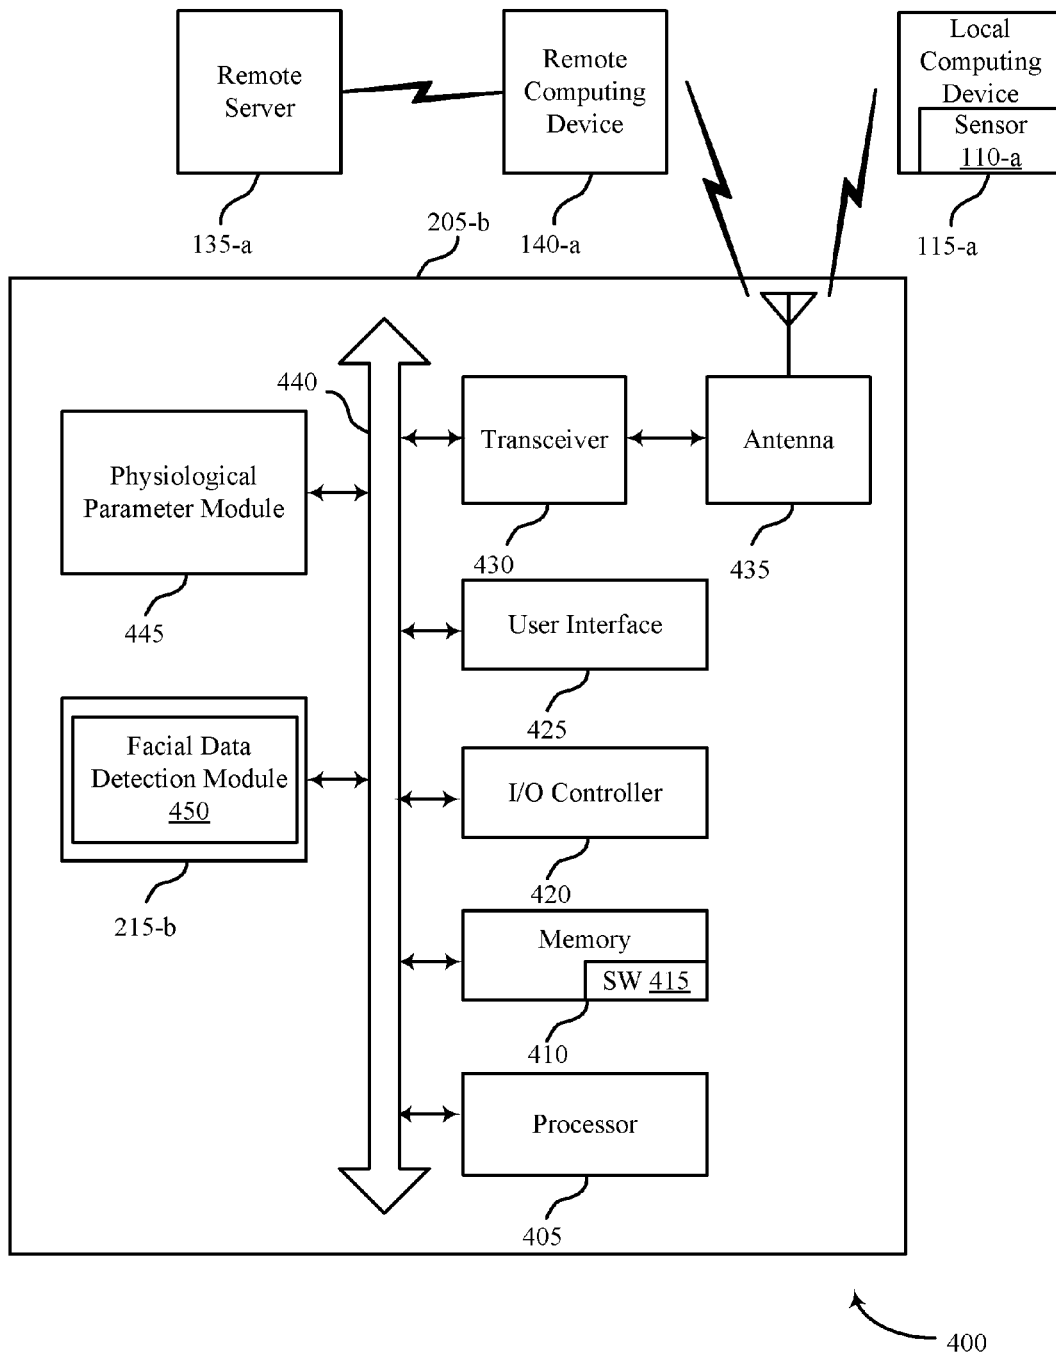 Remote
Server
Remote
Computing
Device
Local
Computing
Device
Sensor
110-a
135-a
205-b
140-a
115-a
440
Transceiver
Antenna
Physiological
Parameter Module
430
435
445
User Interface
425
Facial Data
Detection Module
450
I/O Controller
420
215-b
Memory
SW 415
410
Processor
405
400